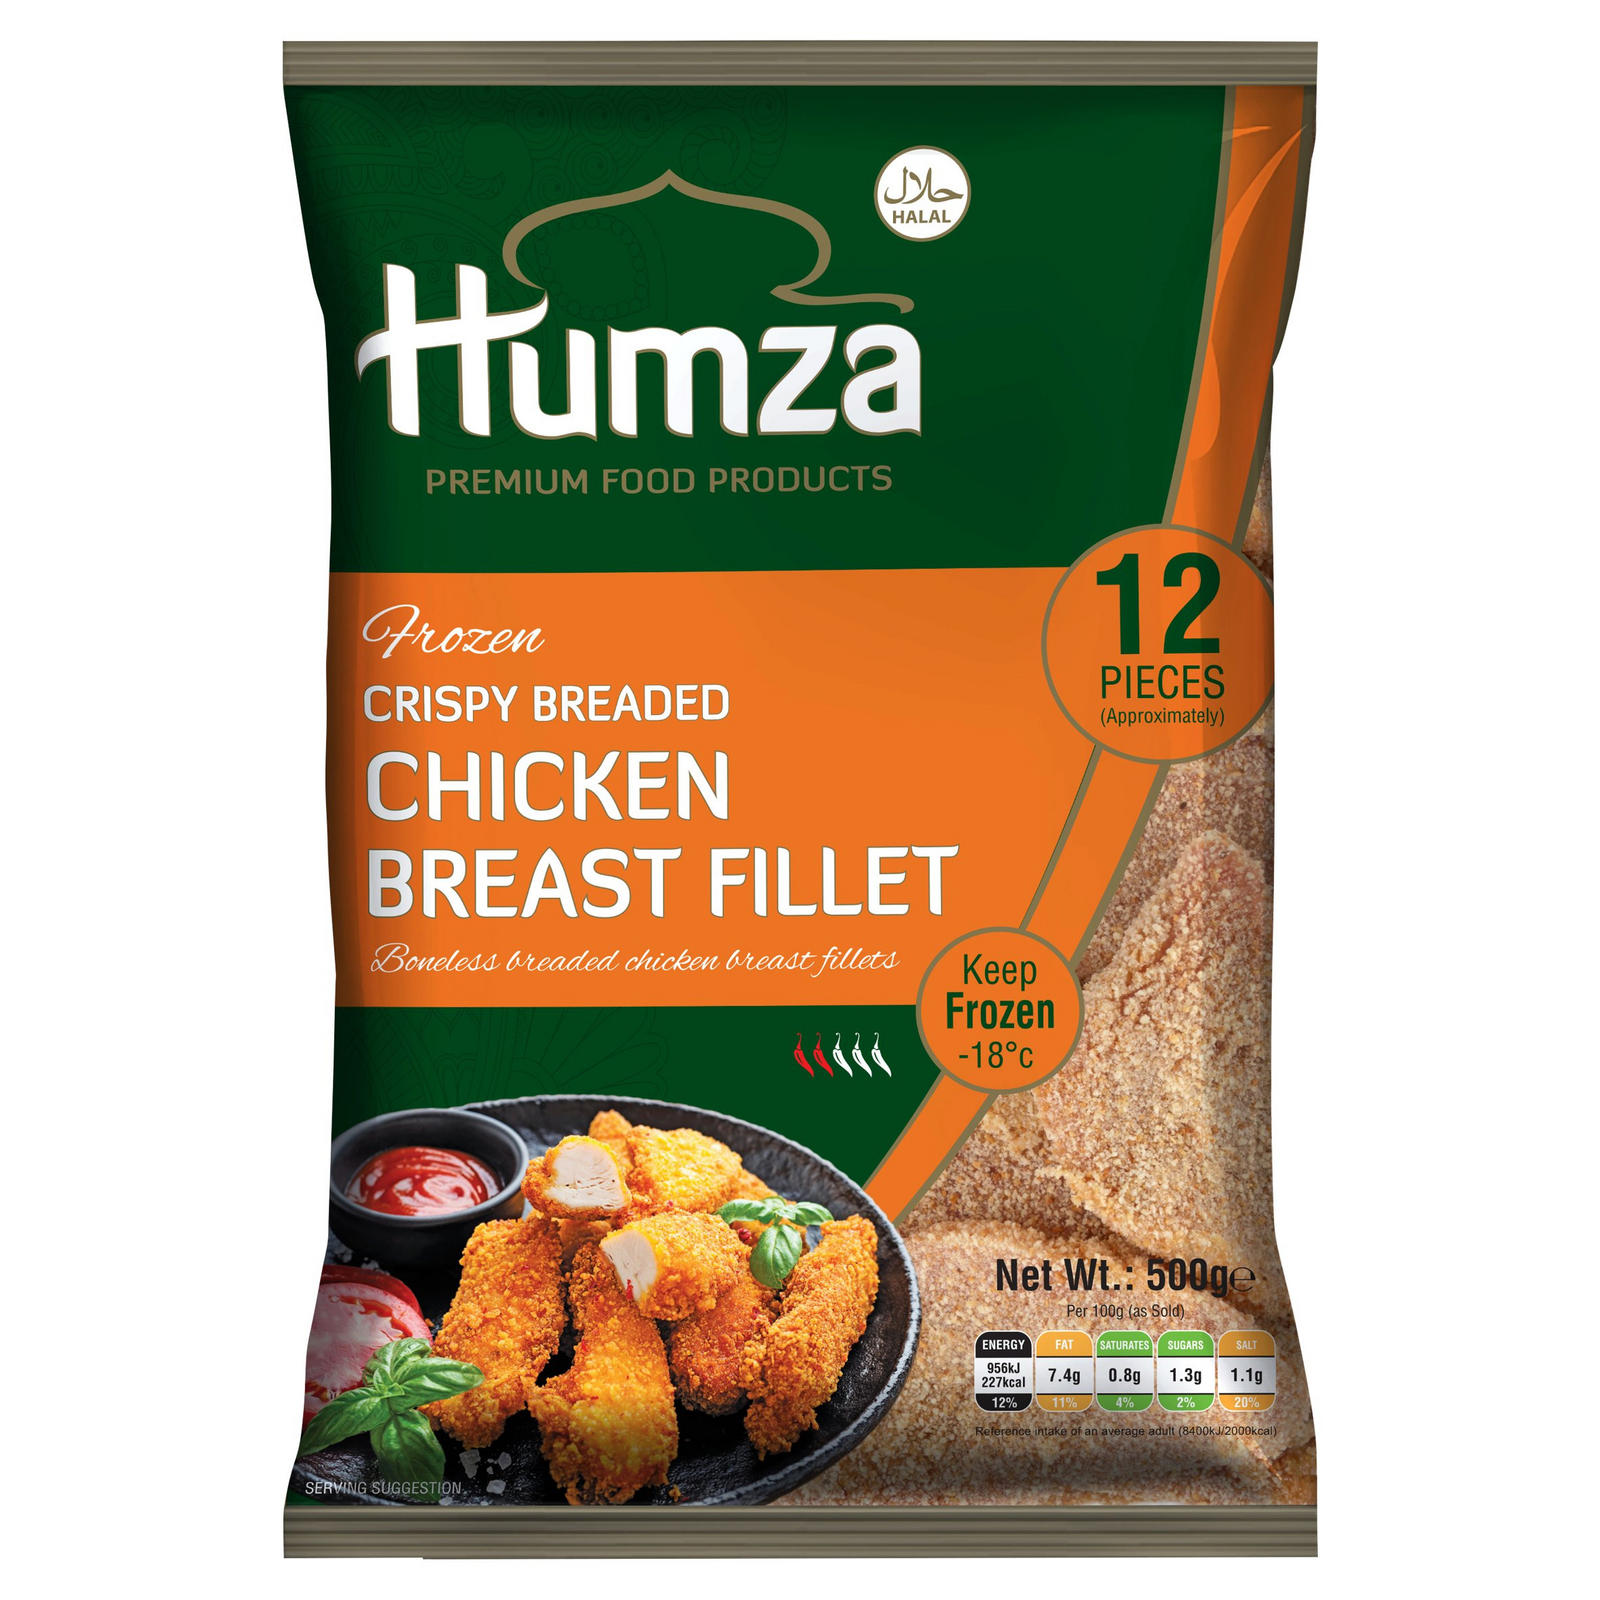 حلال
HALAL
Humza
PREMIUM FOOD PRODUCTS
12
PIECES
(Approximately)
Frozen
CRISPY BREADED
CHICKEN
BREAST FILLET
Boneless breaded chicken breast fillets
Keep
Frozen
-18°c
Net Wt.: 500g℮
Per 100g (as Sold)
ENERGY FAT SATURATES SUGARS SALT
956kJ
227kcal 7.4g 0.8g 1.3g 1.1g
12% 11% 4% 2% 20%
Reference intake of an average adult (8400kJ/2000kcal)
SERVING SUGGESTION